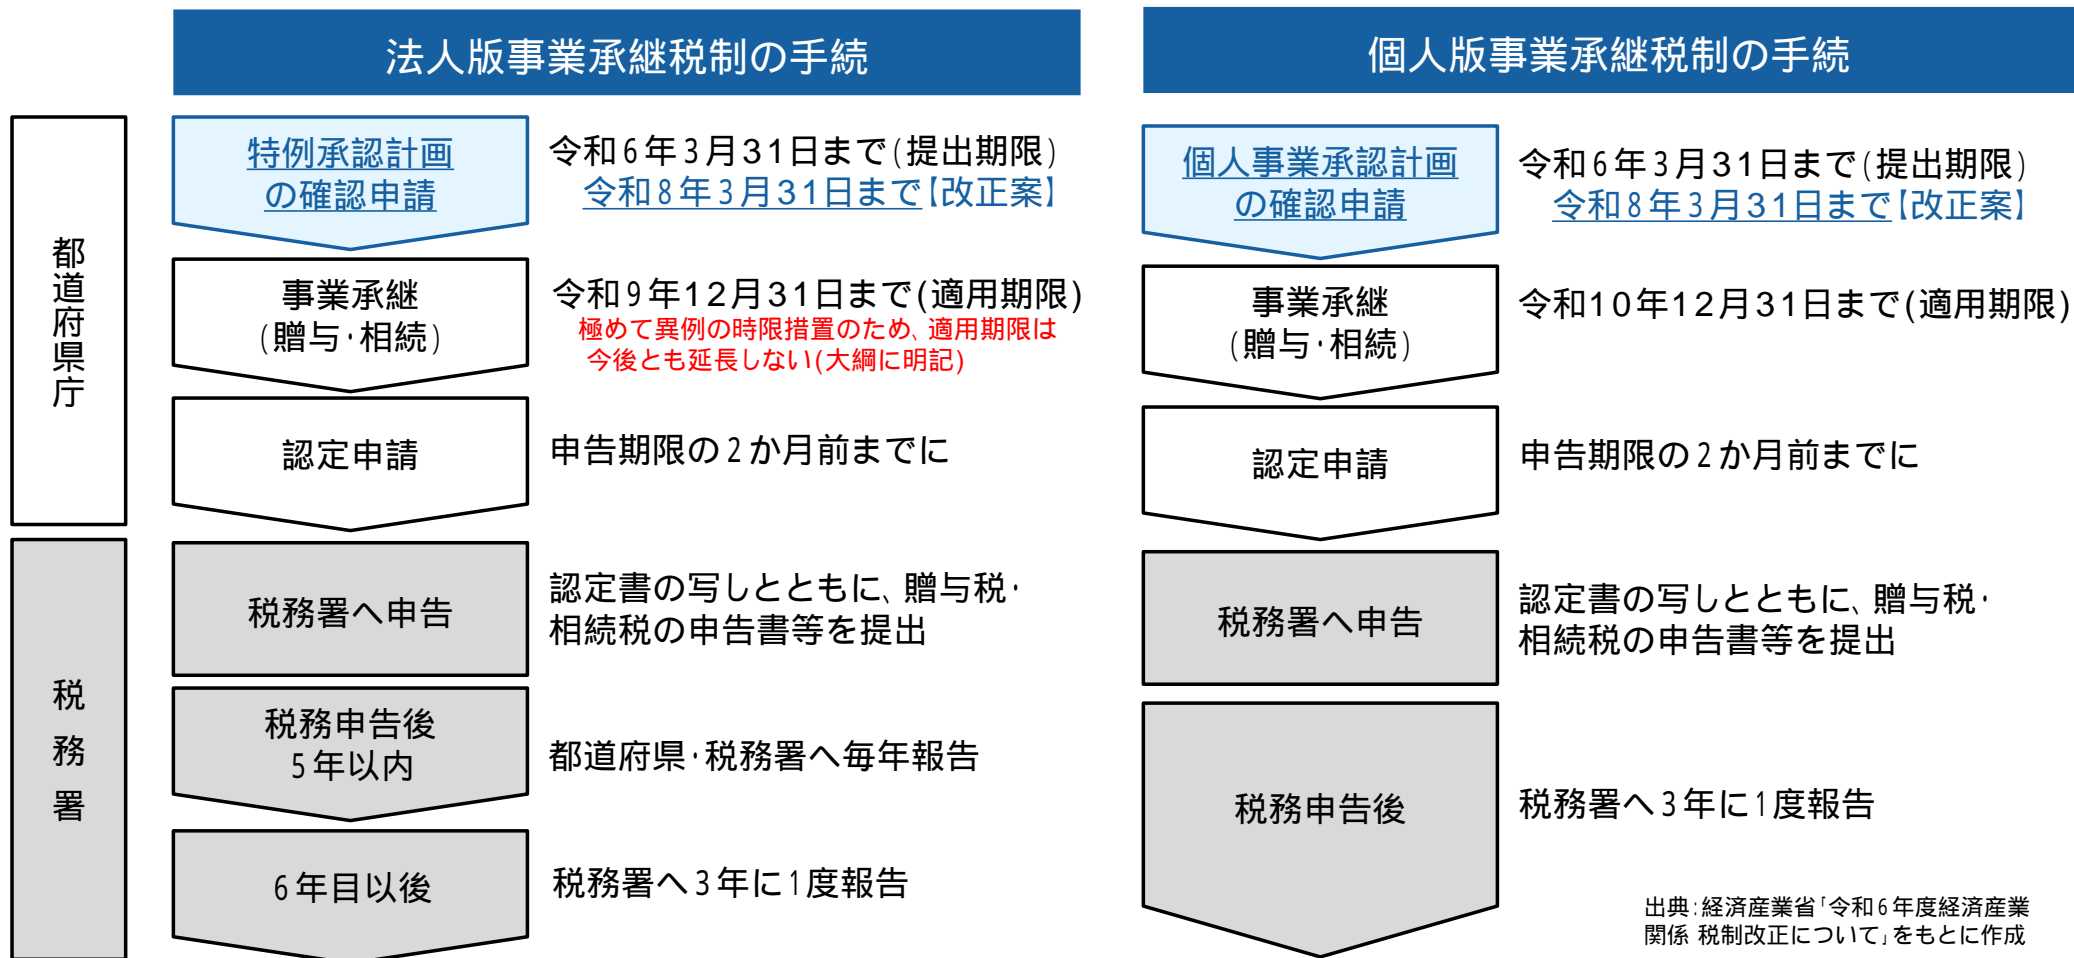 法人版事業承継税制の手続
個人版事業承継税制の手続
都道府県庁
特例承認計画
の確認申請
令和6年3月31日まで(提出期限)
令和8年3月31日まで【改正案】
事業承継
(贈与・相続)
令和9年12月31日まで(適用期限)
極めて異例の時限措置のため、適用期限は
今後とも延長しない(大綱に明記)
認定申請
申告期限の2か月前までに
税務署
税務署へ申告
認定書の写しとともに、贈与税・
相続税の申告書等を提出
税務申告後
5年以内
都道府県・税務署へ毎年報告
6年目以後
税務署へ3年に1度報告
個人事業承認計画
の確認申請
令和6年3月31日まで(提出期限)
令和8年3月31日まで【改正案】
事業承継
(贈与・相続)
令和10年12月31日まで(適用期限)
認定申請
申告期限の2か月前までに
税務署へ申告
認定書の写しとともに、贈与税・
相続税の申告書等を提出
税務申告後
税務署へ3年に1度報告
出典:経済産業省「令和6年度経済産業
関係 税制改正について」をもとに作成